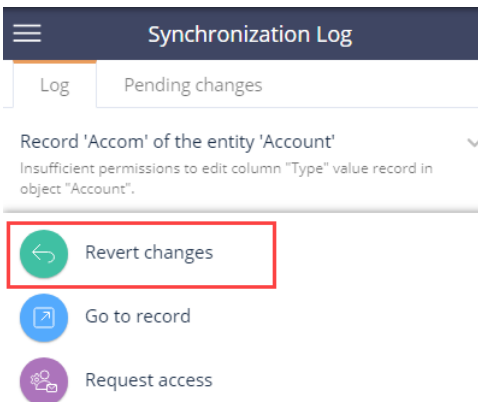 Synchronization Log
Log Pending changes
Record 'Accom' of the entity 'Account'
Insufficient permissions to edit column "Type" value record in
object "Account".
Revert changes
Go to record
Request access